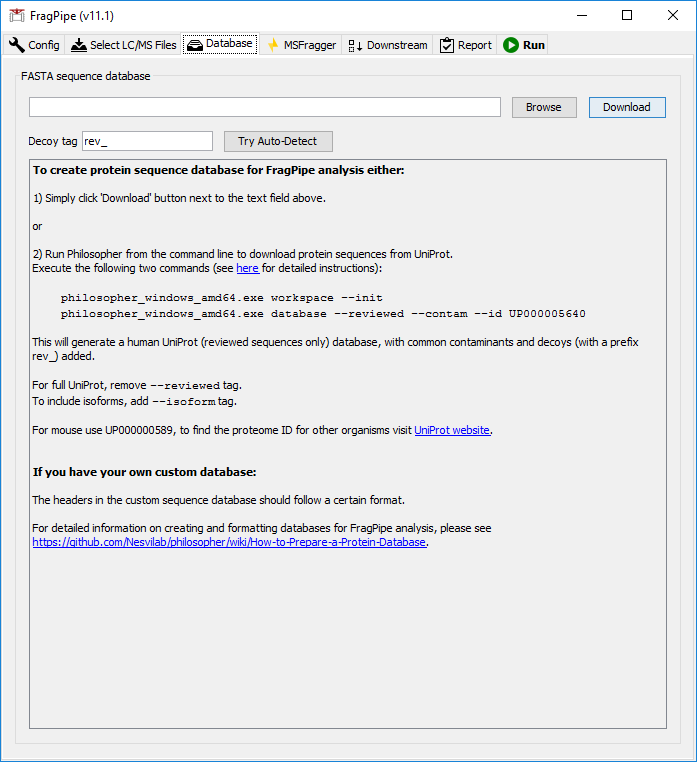 FragPipe (v11.1)
Config Select LC/MS Files Database MSFragger Downstream Report Run
FASTA sequence database
Browse Download
Decoy tag rev_ Try Auto-Detect
To create protein sequence database for FragPipe analysis either:
1) Simply click 'Download' button next to the text field above.
or
2) Run Philosopher from the command line to download protein sequences from UniProt.
Execute the following two commands (see here for detailed instructions):
philosopher_windows_amd64.exe workspace --init
philosopher_windows_amd64.exe database --reviewed --contam --id UP000005640
This will generate a human UniProt (reviewed sequences only) database, with common contaminants and decoys (with a prefix
rev_) added.
For full UniProt, remove --reviewed tag.
To include isoforms, add --isoform tag.
For mouse use UP000000589, to find the proteome ID for other organisms visit UniProt website.
If you have your own custom database:
The headers in the custom sequence database should follow a certain format.
For detailed information on creating and formatting databases for FragPipe analysis, please see
https://github.com/Nesvilab/philosopher/wiki/How-to-Prepare-a-Protein-Database.